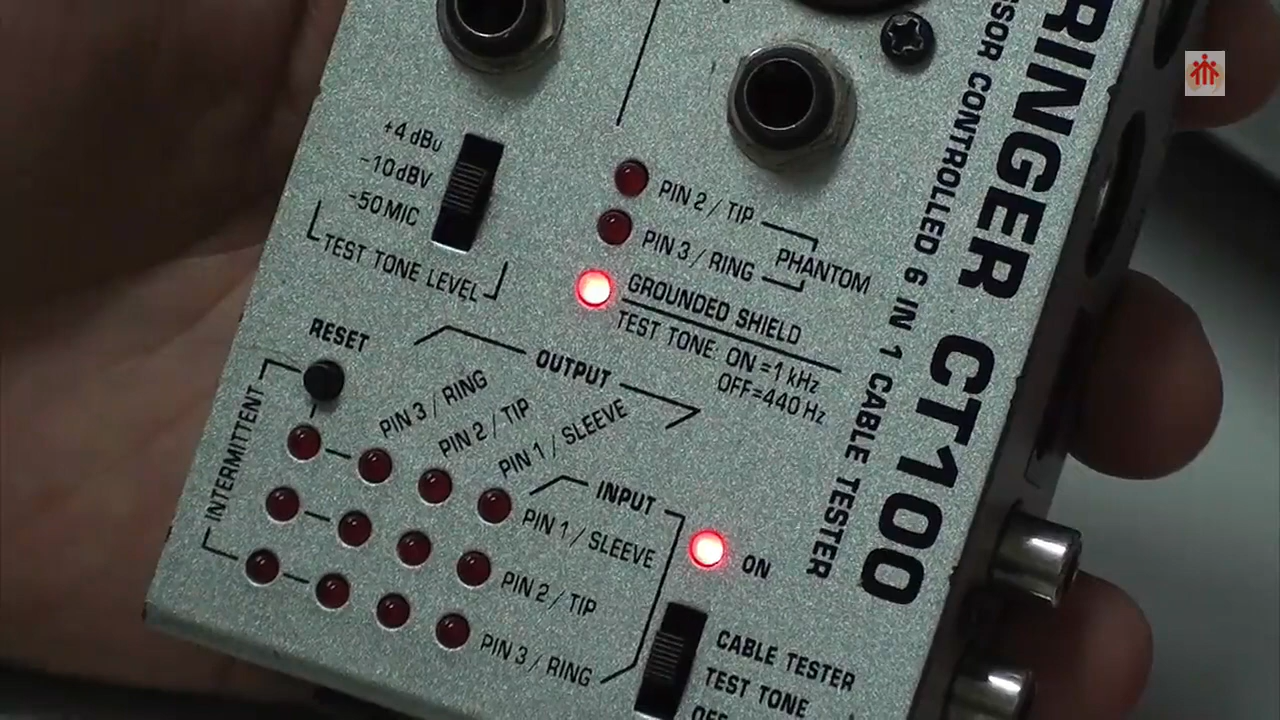 +4 dBu
-10dBV
-50 MIC
TEST TONE LEVEL
PIN 2 / TIP
PIN 3 / RING
PHANTOM
GROUNDED SHIELD
TEST TONE: ON =1 kHz
OFF=440 Hz
RESET
INTERMITTENT
OUTPUT
PIN 3 / RING
PIN 2 / TIP
PIN 1 / SLEEVE
INPUT
PIN 1 / SLEEVE
PIN 2 / TIP
PIN 3 / RING
ON
CABLE TESTER
TEST TONE
RINGER CT100
SSOR CONTROLLED 6 IN 1 CABLE TESTER